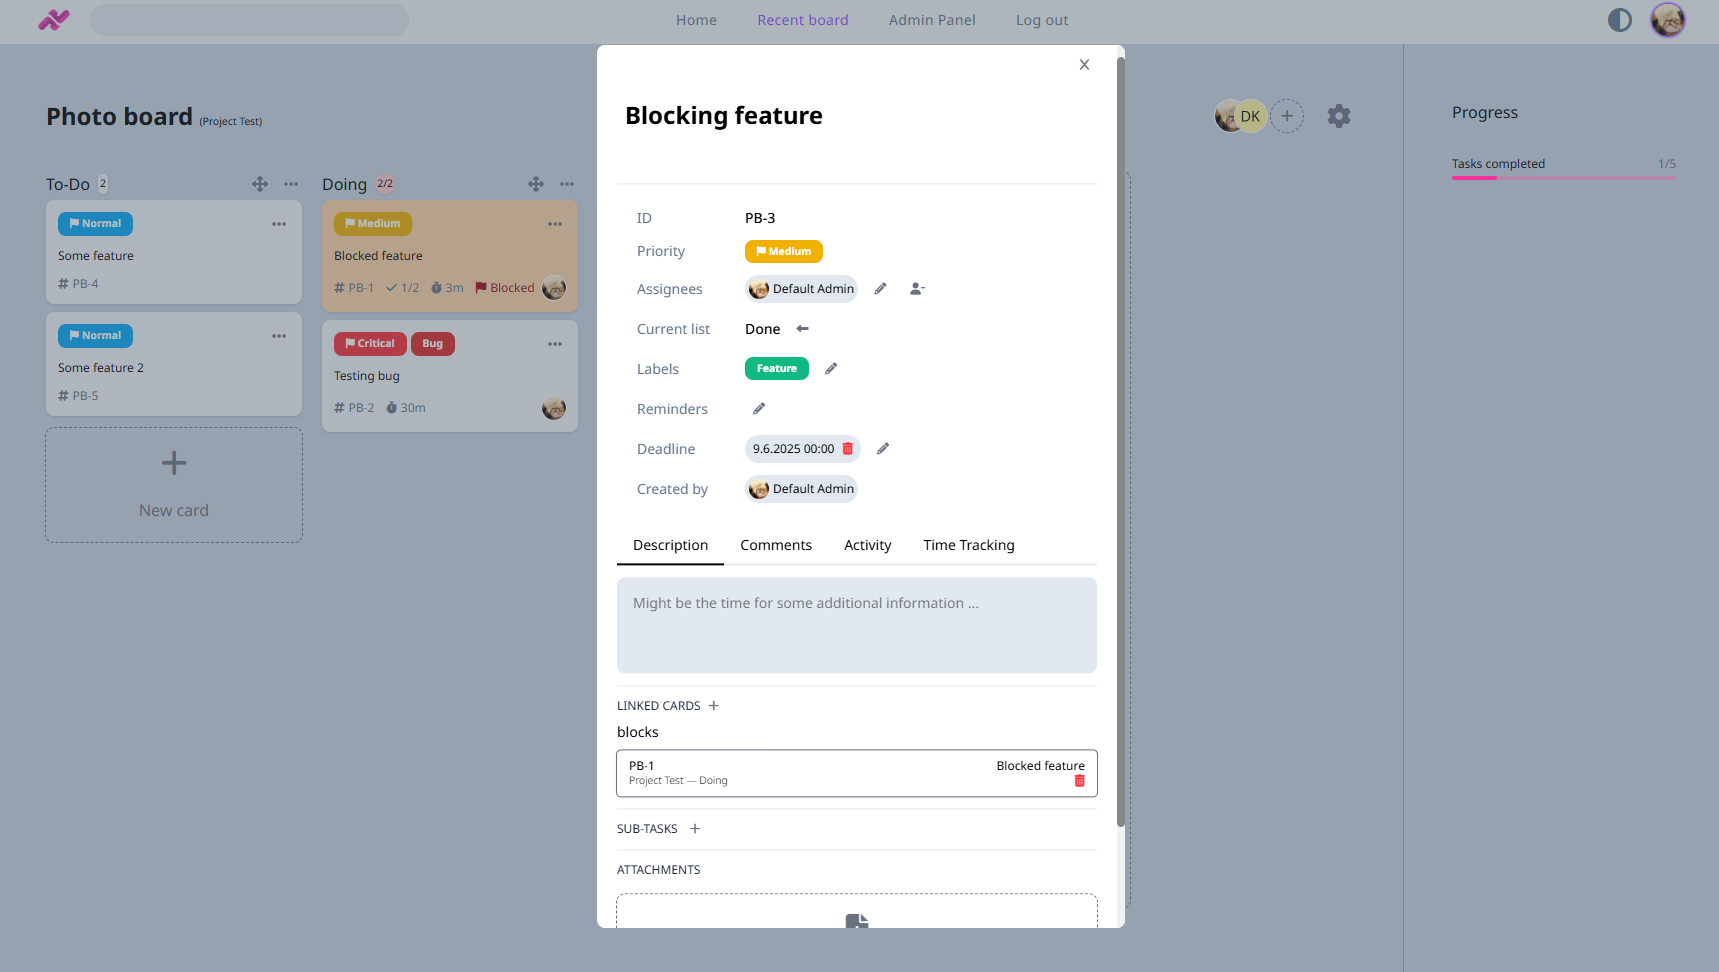 Home Recent board Admin Panel Log out
Photo board (Project Test)
DK
Progress
Tasks completed 1/5
To-Do 2
Normal
Some feature
# PB-4
Normal
Some feature 2
# PB-5
New card
Doing 2/2
Medium
Blocked feature
# PB-1 1/2 3m Blocked
Critical Bug
Testing bug
# PB-2 30m
Blocking feature
ID PB-3
Priority Medium
Assignees Default Admin
Current list Done
Labels Feature
Reminders
Deadline 9.6.2025 00:00
Created by Default Admin
Description Comments Activity Time Tracking
Might be the time for some additional information ...
LINKED CARDS
blocks
PB-1 Blocked feature
Project Test — Doing
SUB-TASKS
ATTACHMENTS